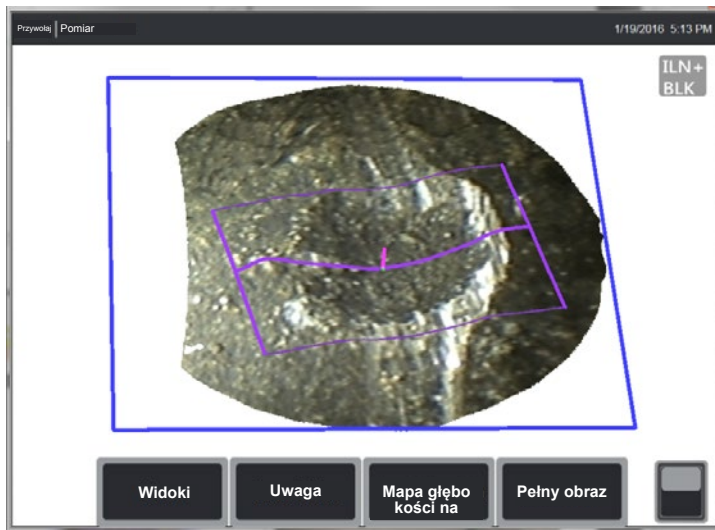 Przywołaj Pomiar 1/19/2016 5:13 PM
ILN+
BLK
Widoki
Uwaga
Mapa głębo
kości na
Pełny obraz